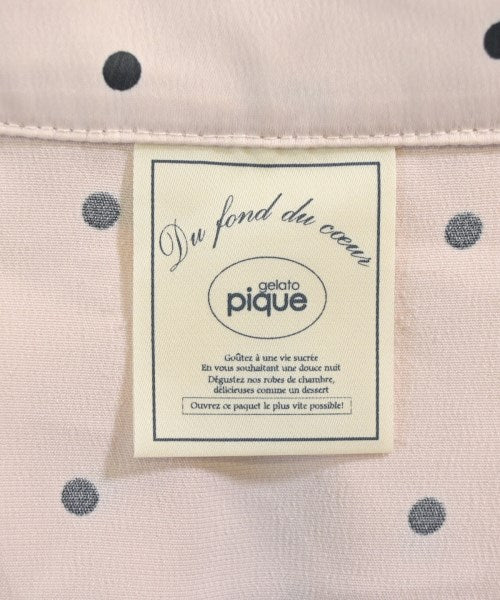 Du fond du cœur
gelato
pique
Goûtez à une vie sucrée
En vous souhaitant une douce nuit
Dégustez nos robes de chambre,
délicieuses comme un dessert
Ouvrez ce paquet le plus vite possible!